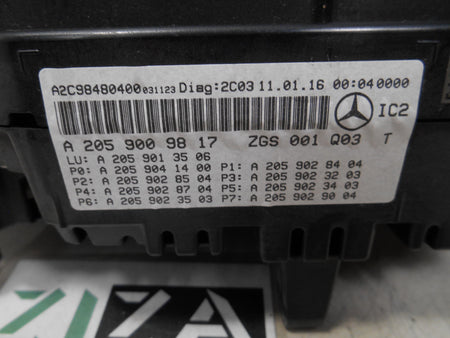 A2C98480400 031123 Diag:2C03 11.01.16 00:04 0000
IC2
A 205 900 98 17 ZGS 001 Q03 T
LU: A 205 901 35 06
P0: A 205 904 14 00 P1: A 205 902 84 04
P2: A 205 902 85 04 P3: A 205 902 32 03
P4: A 205 902 87 04 P5: A 205 902 34 03
P6: A 205 902 35 03 P7: A 205 902 90 04